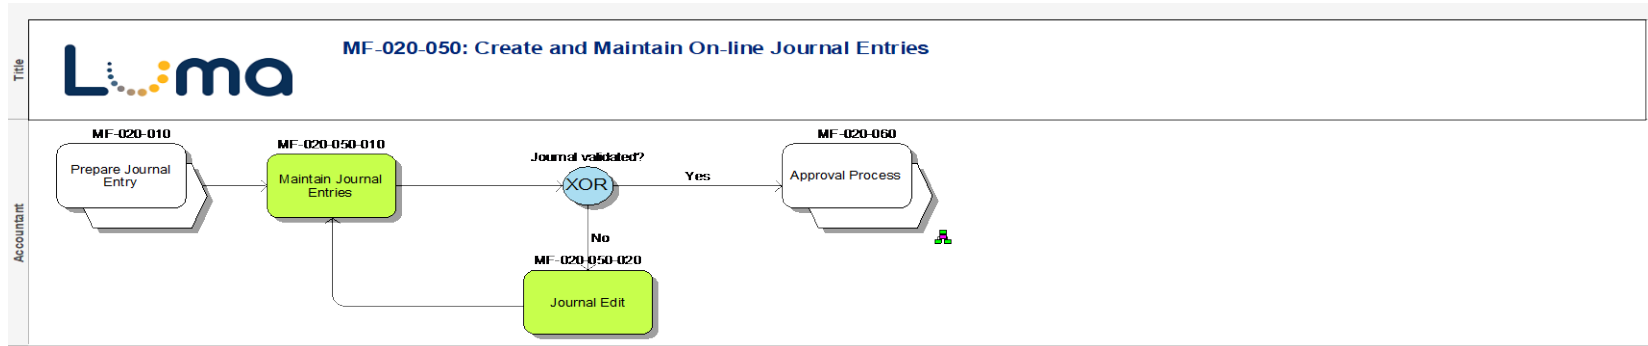 Title
Luma
MF-020-050: Create and Maintain On-line Journal Entries
Accountant
MF-020-010
Prepare Journal
Entry
MF-020-050-010
Maintain Journal
Entries
Journal validated?
XOR
Yes
No
MF-020-060
Approval Process
MF-020-050-020
Journal Edit